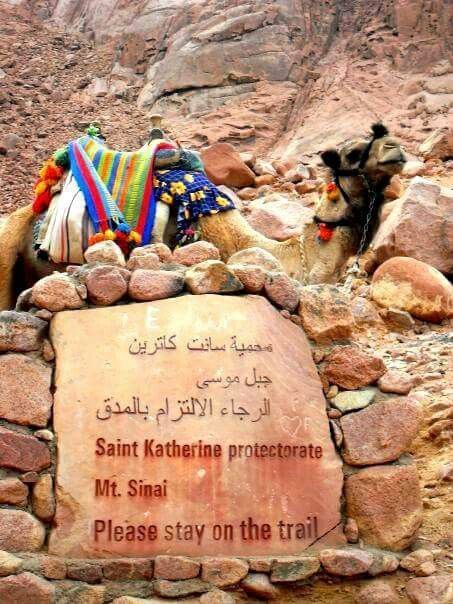 محمية سانت كاترين
جبل موسى
الرجاء الالتزام بالمدق
Saint Katherine protectorate
Mt. Sinai
Please stay on the trail